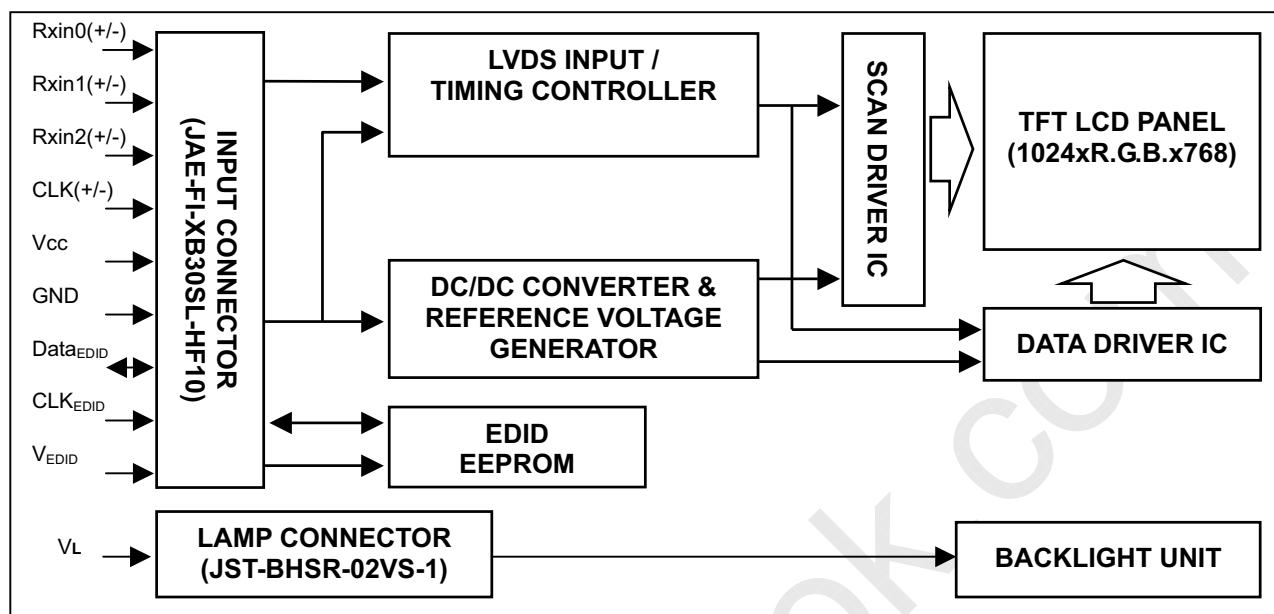 Rxin0(+/-)
Rxin1(+/-)
Rxin2(+/-)
CLK(+/-)
Vcc
GND
DataEDID
CLKEDID
VEDID
VL
INPUT CONNECTOR
(JAE-FI-XB30SL-HF10)
LVDS INPUT /
TIMING CONTROLLER
DC/DC CONVERTER &
REFERENCE VOLTAGE
GENERATOR
EDID
EEPROM
SCAN DRIVER IC
TFT LCD PANEL
(1024xR.G.B.x768)
DATA DRIVER IC
LAMP CONNECTOR
(JST-BHSR-02VS-1)
BACKLIGHT UNIT